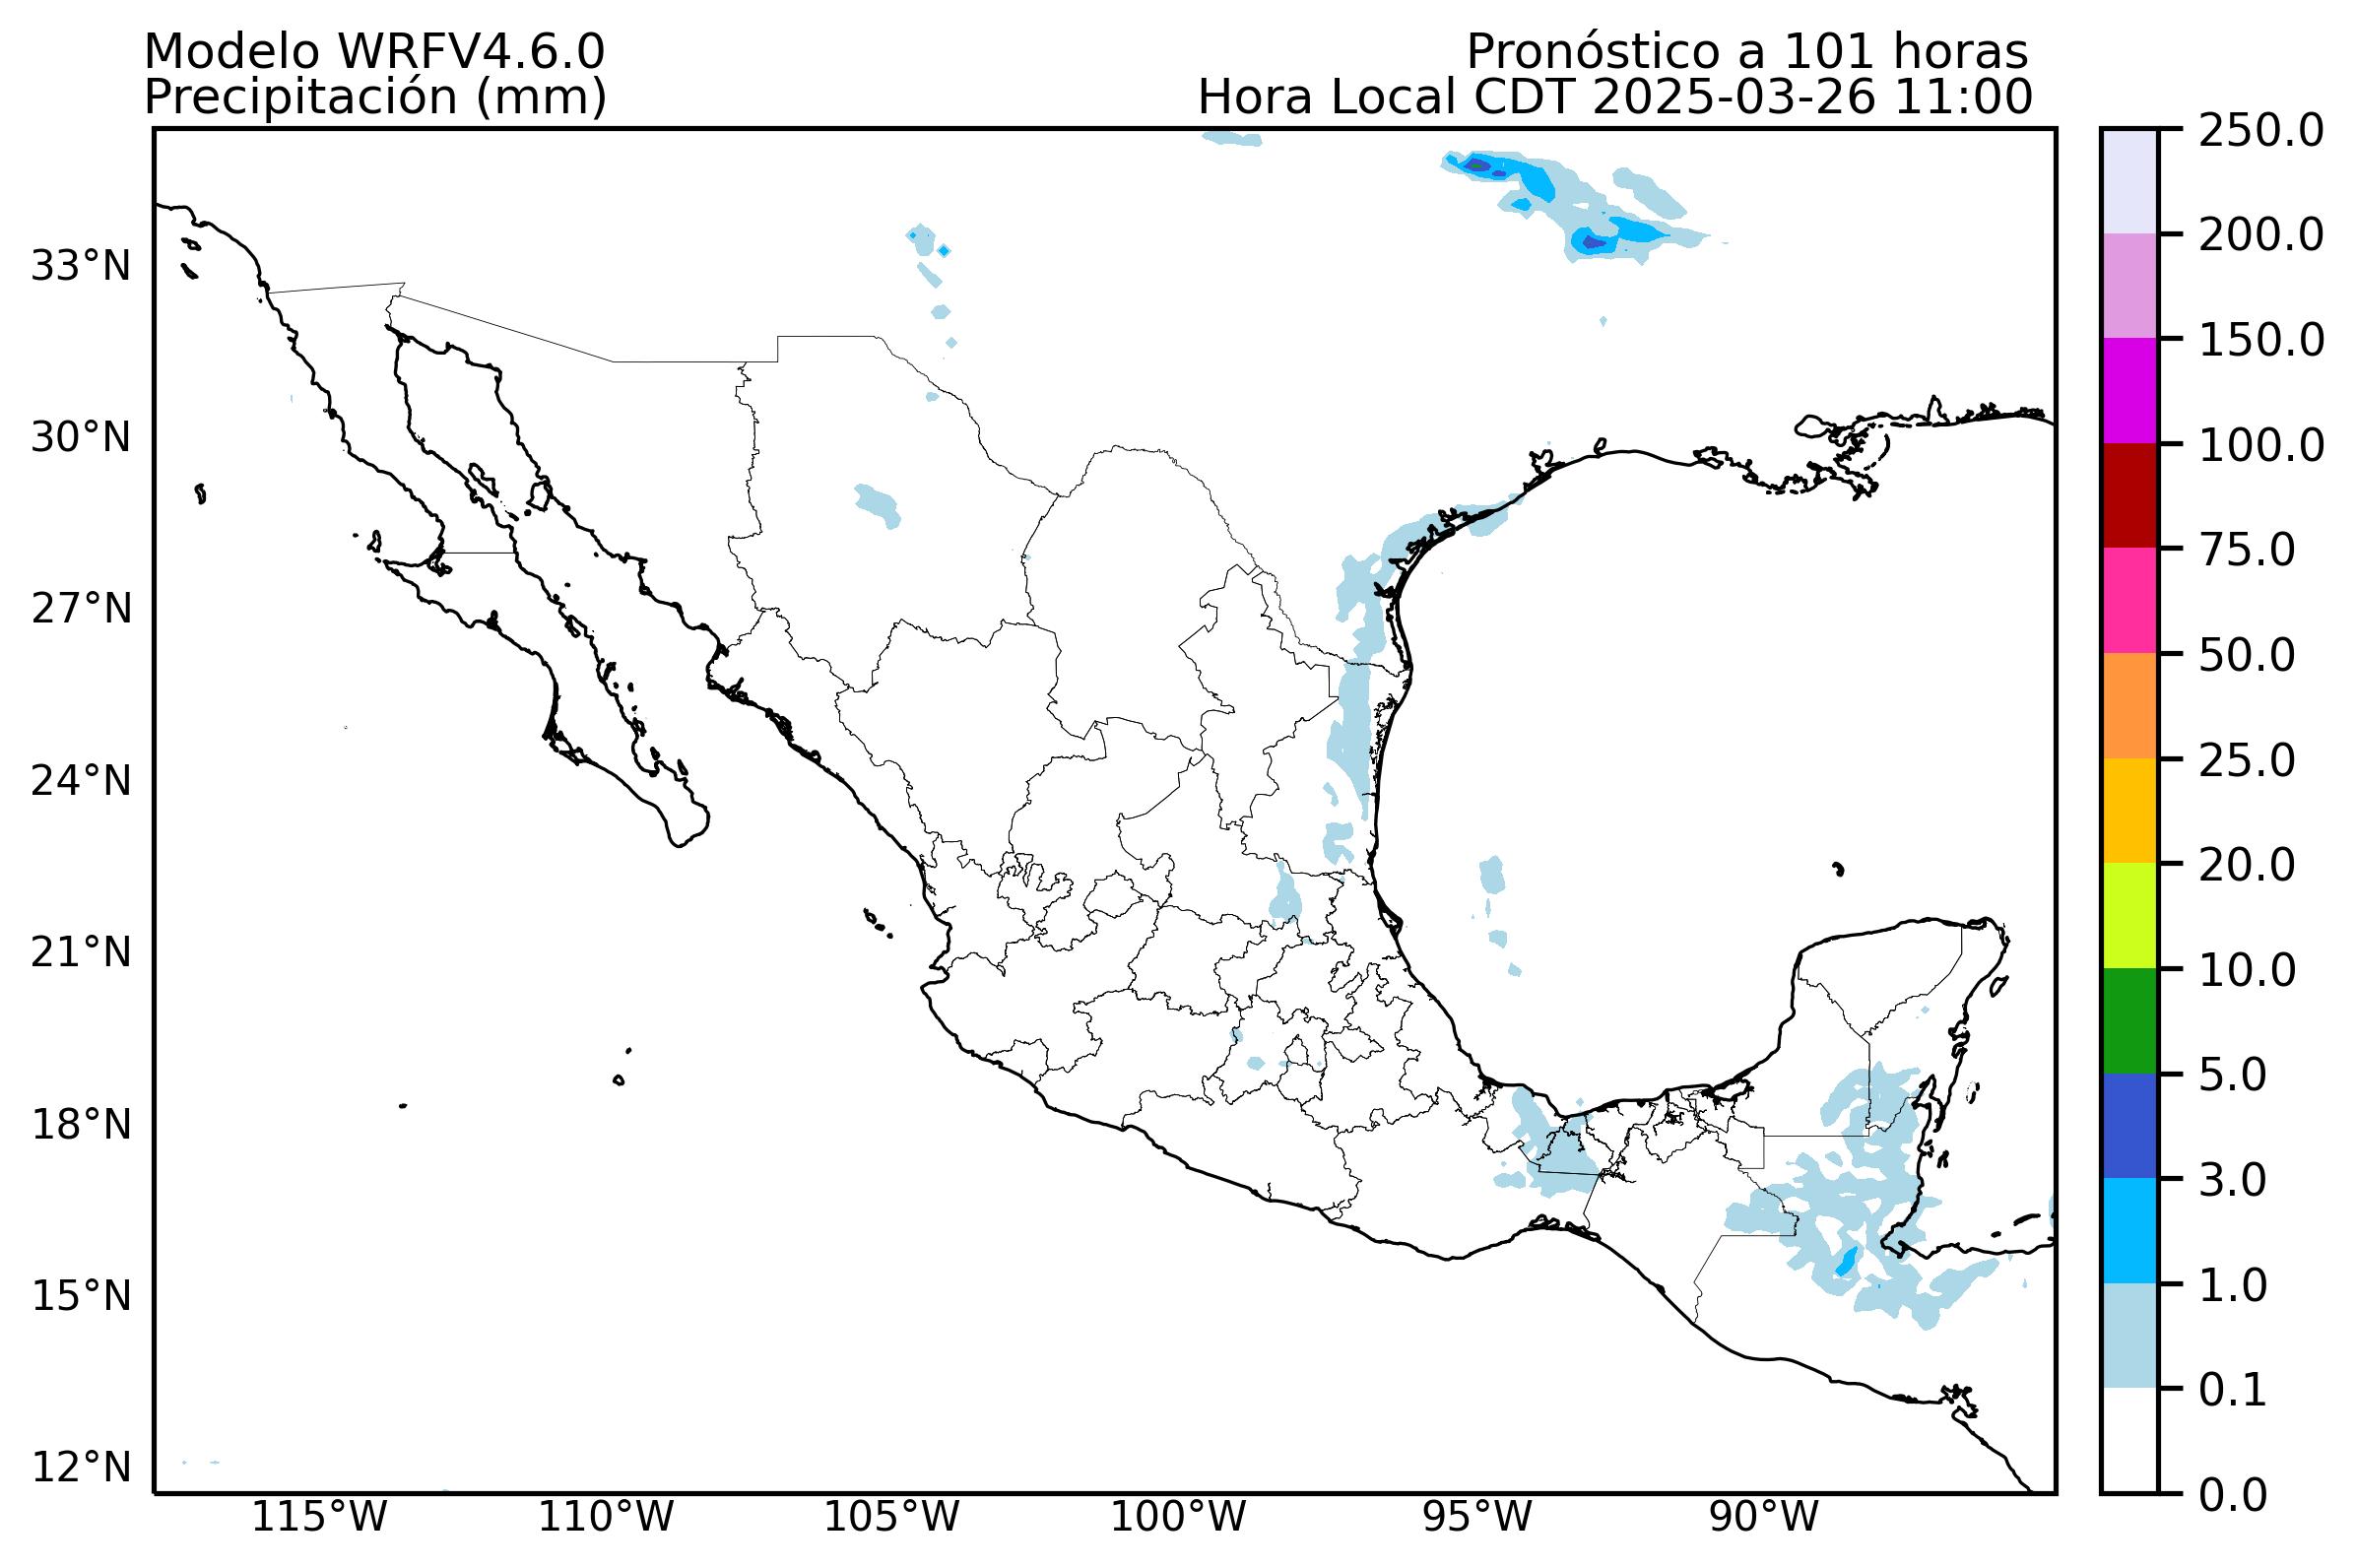 Modelo WRFV4.6.0
Pronóstico a 101 horas
Precipitación (mm)
Hora Local CDT 2025-03-26 11:00
33°N
30°N
27°N
24°N
21°N
18°N
15°N
12°N
115°W
110°W
105°W
100°W
95°W
90°W
250.0
200.0
150.0
100.0
75.0
50.0
25.0
20.0
10.0
5.0
3.0
1.0
0.1
0.0